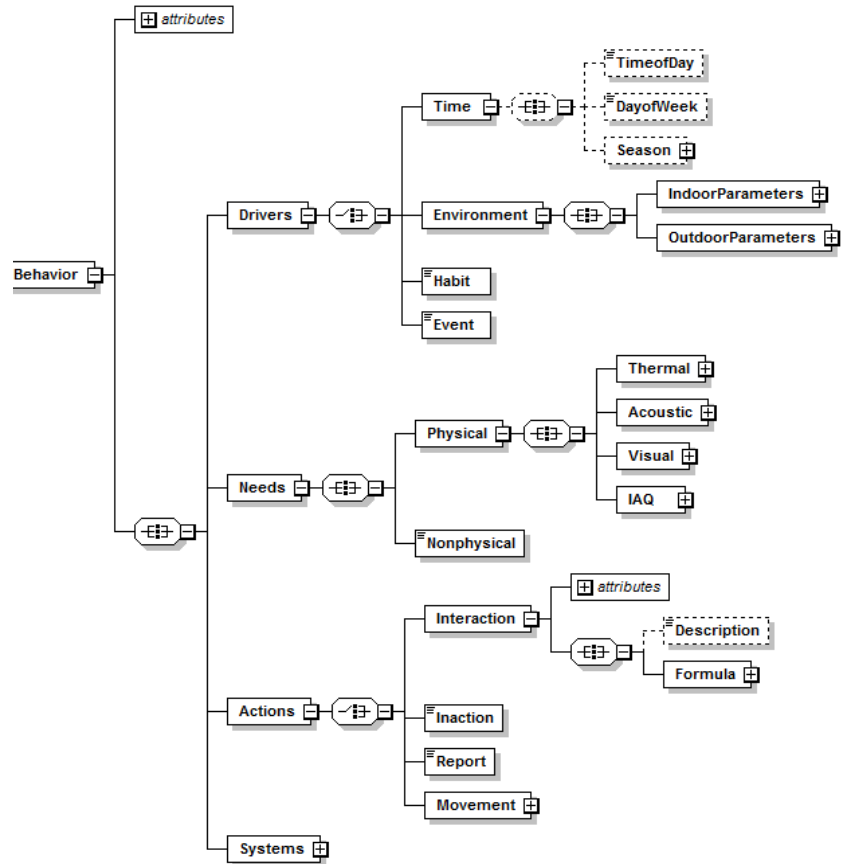 attributes
TimeofDay
Time
DayofWeek
Season
IndoorParameters
Drivers
Environment
OutdoorParameters
Behavior
Habit
Event
Thermal
Acoustic
Physical
Visual
Needs
IAQ
Nonphysical
attributes
Interaction
Description
Formula
Actions
Inaction
Report
Movement
Systems